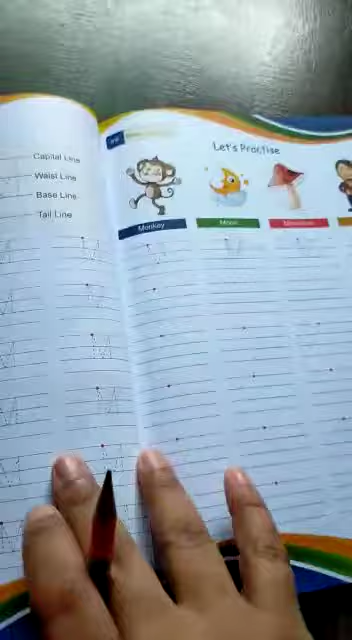 Capital Line
Waist Line
Base Line
Tail Line
Let's Practise
Monkey
Moon
Mushroom
M
M
M
M
M
M
M
M
M
M